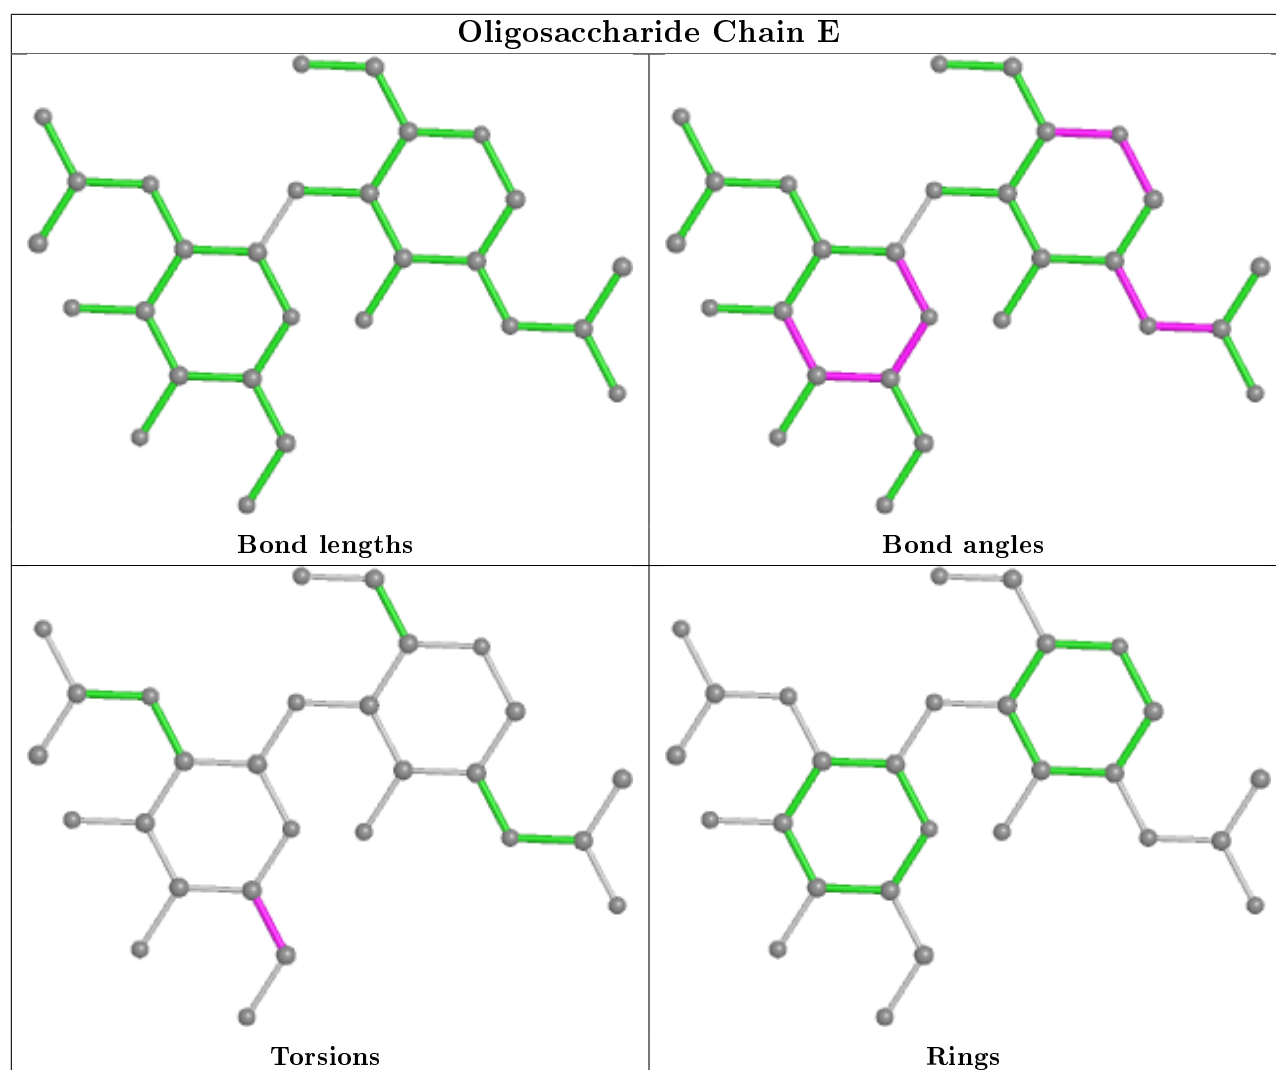 Oligosaccharide Chain E
Bond lengths
Bond angles
Torsions
Rings